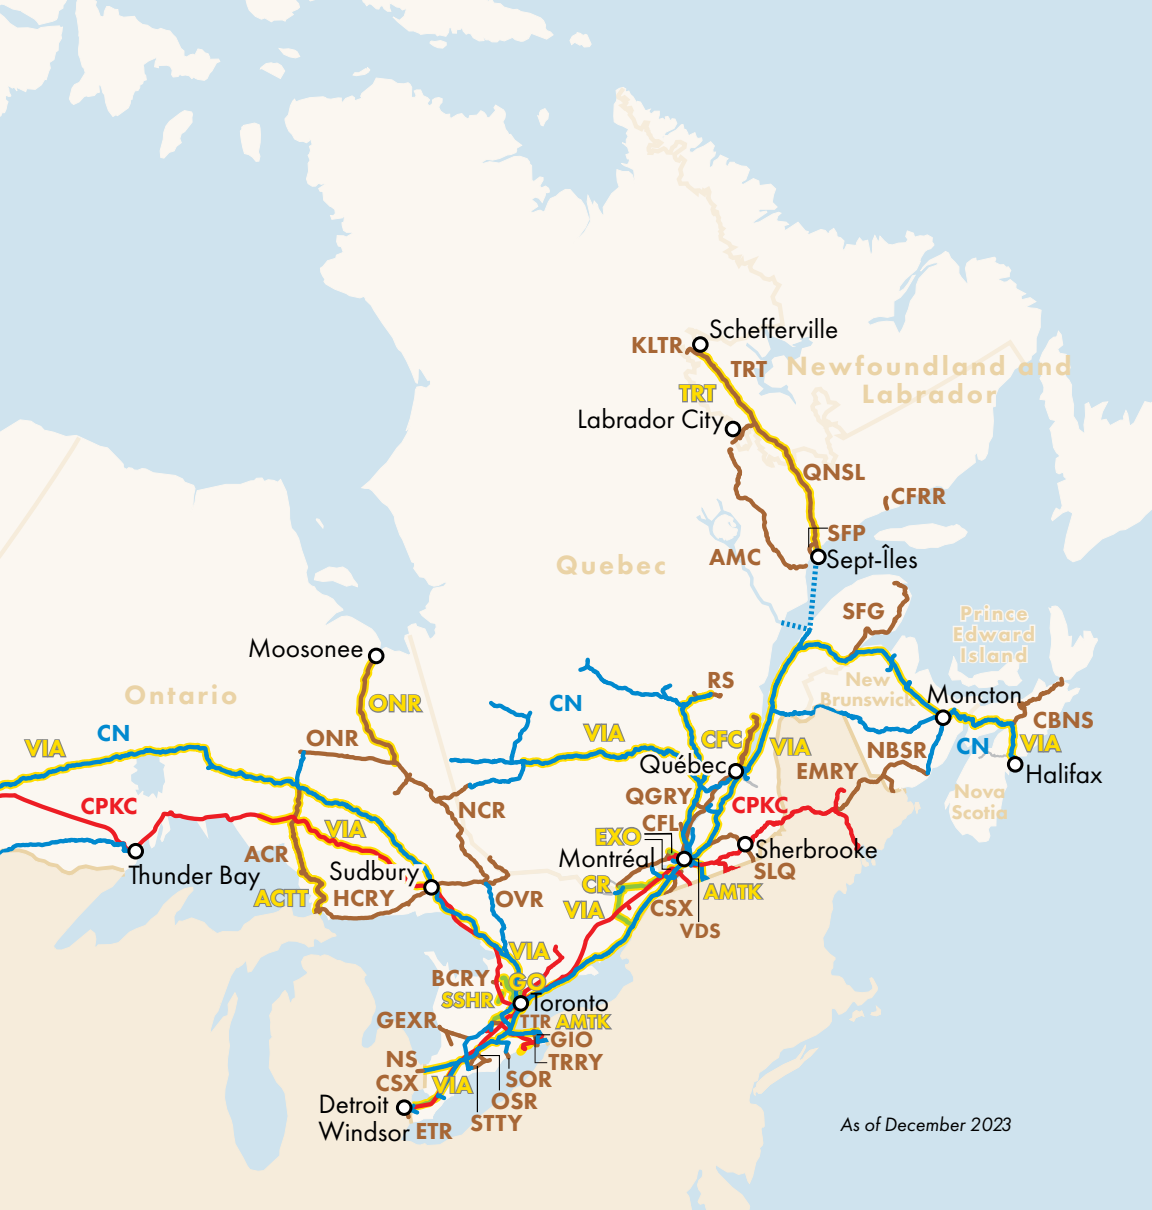 Schefferville
KLTR
TRT
Newfoundland and
Labrador
TRT
Labrador City
QNSL
CFRR
SFP
AMC
Sept-Îles
Quebec
SFG
Prince
Edward
Island
Moosonee
New
Brunswick
RS
Moncton
Ontario
ONR
CN
CBNS
VIA
CN
ONR
VIA
CFC
VIA
NBSR
CN
VIA
Québec
EMRY
Halifax
CPKC
NCR
QGRY
CPKC
Nova
Scotia
VIA
EXO
CFL
ACR
Montréal
Sherbrooke
Thunder Bay
Sudbury
SLQ
ACTT
HCRY
OVR
CR
AMTK
VIA
CSX
VDS
VIA
BCRY
GO
SSHR
Toronto
GEXR
TTR
AMTK
GIO
NS
TRRY
CSX
VIA
SOR
OSR
Detroit
STTY
Windsor
ETR
As of December 2023